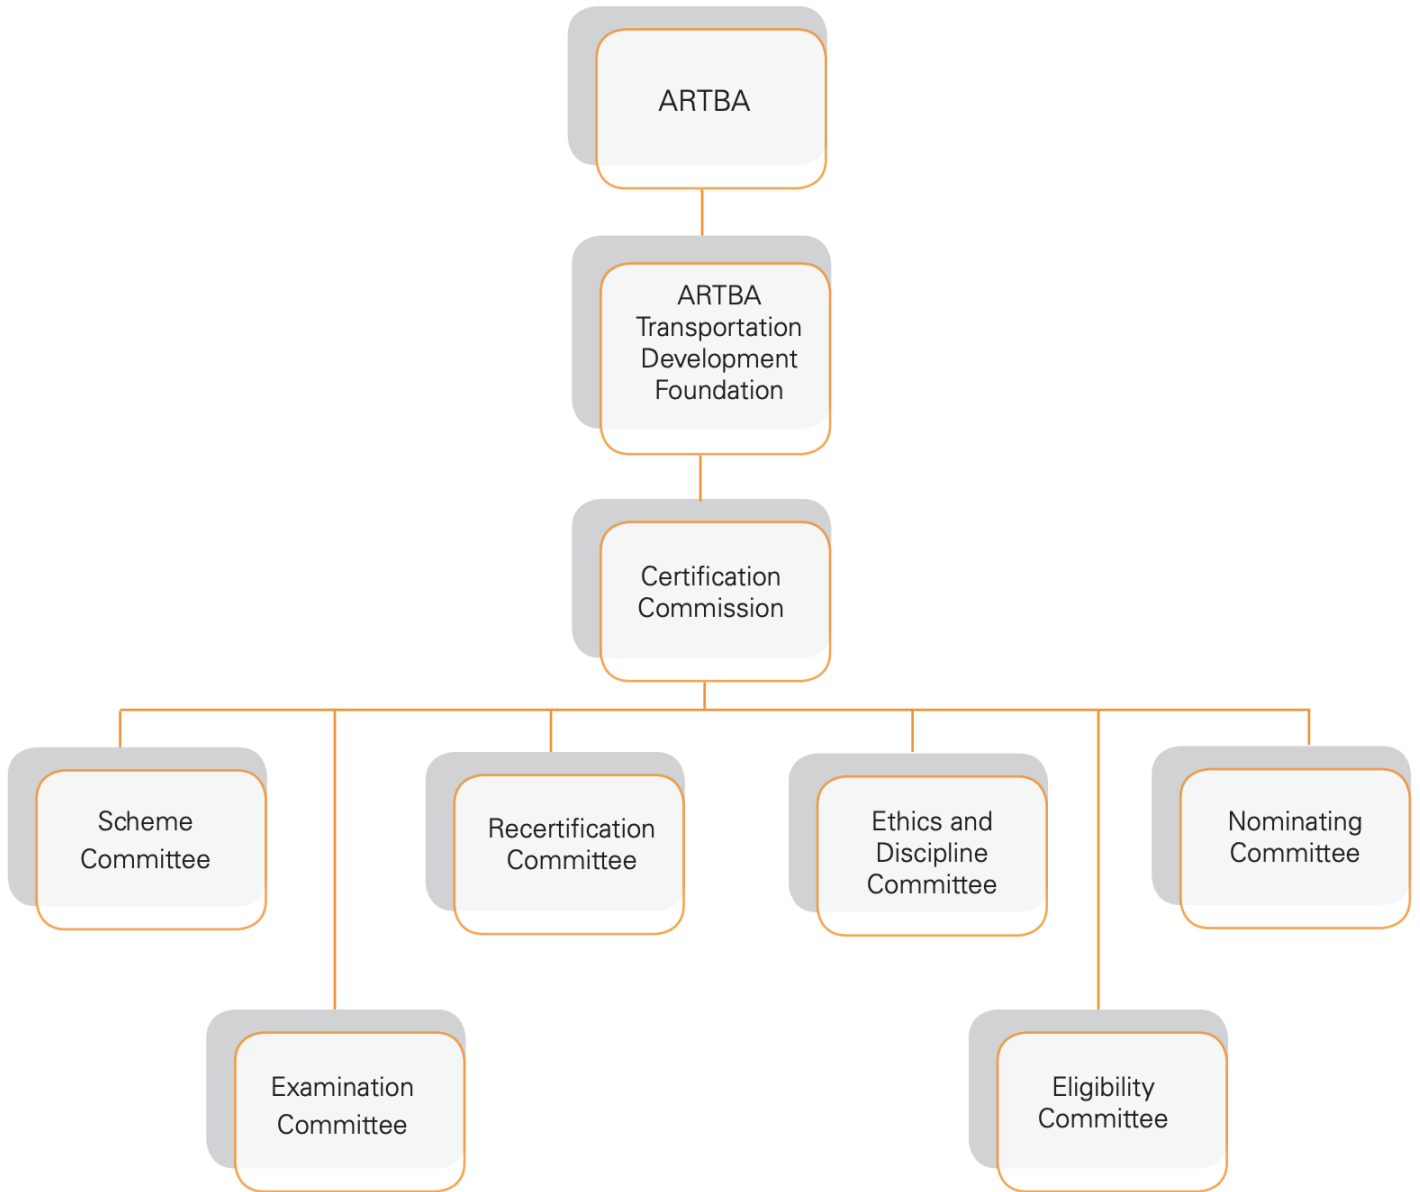 ARTBA
ARTBA
Transportation
Development
Foundation
Certification
Commission
Scheme
Committee
Recertification
Committee
Ethics and
Discipline
Committee
Nominating
Committee
Examination
Committee
Eligibility
Committee